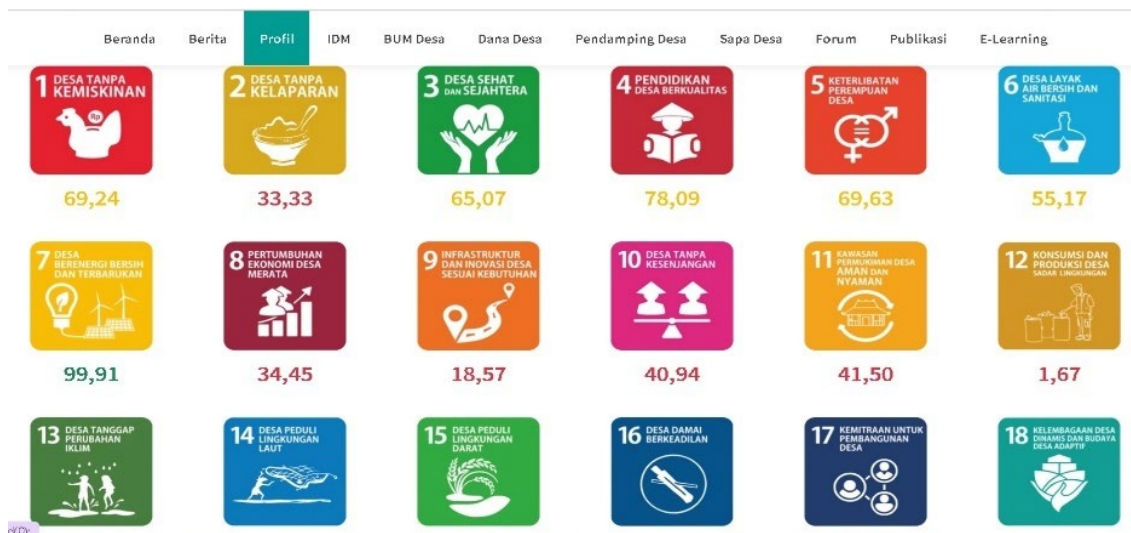 Beranda Berita Profil IDM BUM Desa Dana Desa Pendamping Desa Sapa Desa Forum Publikasi E-Learning
1 DESA TANPA
KEMISKINAN
Rp
2 DESA TANPA
KELAPARAN
3 DESA SEHAT
DAN SEJAHTERA
4 PENDIDIKAN
DESA BERKUALITAS
5 KETERLIBATAN
PEREMPUAN
DESA
6 DESA LAYAK
AIR BERSIH DAN
SANITASI
69,24 33,33 65,07 78,09 69,63 55,17
7 DESA
BERENERGI BERSIH
DAN TERBARUKAN
8 PERTUMBUHAN
EKONOMI DESA
MERATA
9 INFRASTRUKTUR
DAN INOVASI DESA
SESUAI KEBUTUHAN
10 DESA TANPA
KESENJANGAN
11 KAWASAN
PERMUKIMAN DESA
AMAN DAN
NYAMAN
12 KONSUMSI DAN
PRODUKSI DESA
SADAR LINGKUNGAN
99,91 34,45 18,57 40,94 41,50 1,67
13 DESA TANGGAP
PERUBAHAN
IKLIM
14 DESA PEDULI
LINGKUNGAN
LAUT
15 DESA PEDULI
LINGKUNGAN
DARAT
16 DESA DAMAI
BERKEADILAN
17 KEMITRAAN UNTUK
PEMBANGUNAN
DESA
18 KELEMBAGAAN DESA
DINAMIS DAN BUDAYA
DESA ADAPTIF